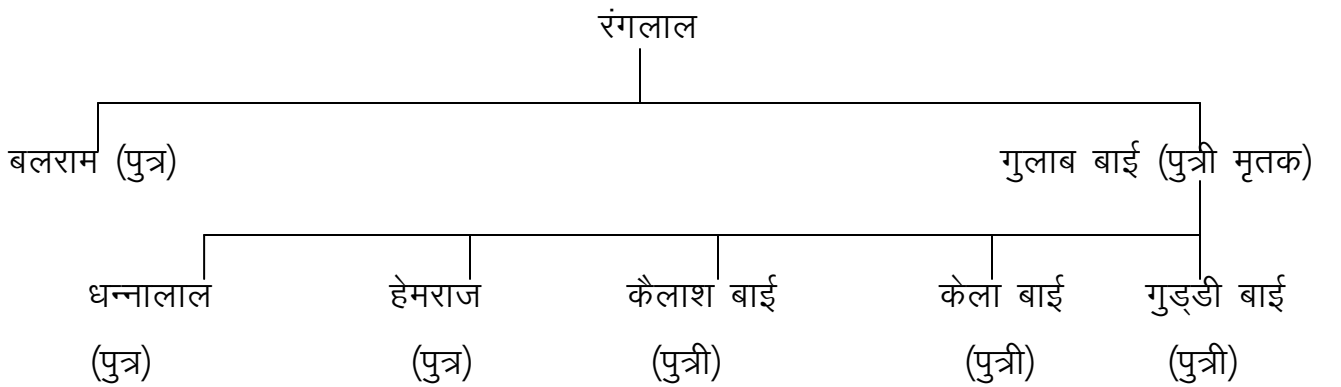 रंगलाल
बलराम (पुत्र) गुलाब बाई (पुत्री मृतक)
धन्नालाल हेमराज कैलाश बाई केला बाई गुड्डी बाई
(पुत्र) (पुत्र) (पुत्री) (पुत्री) (पुत्री)